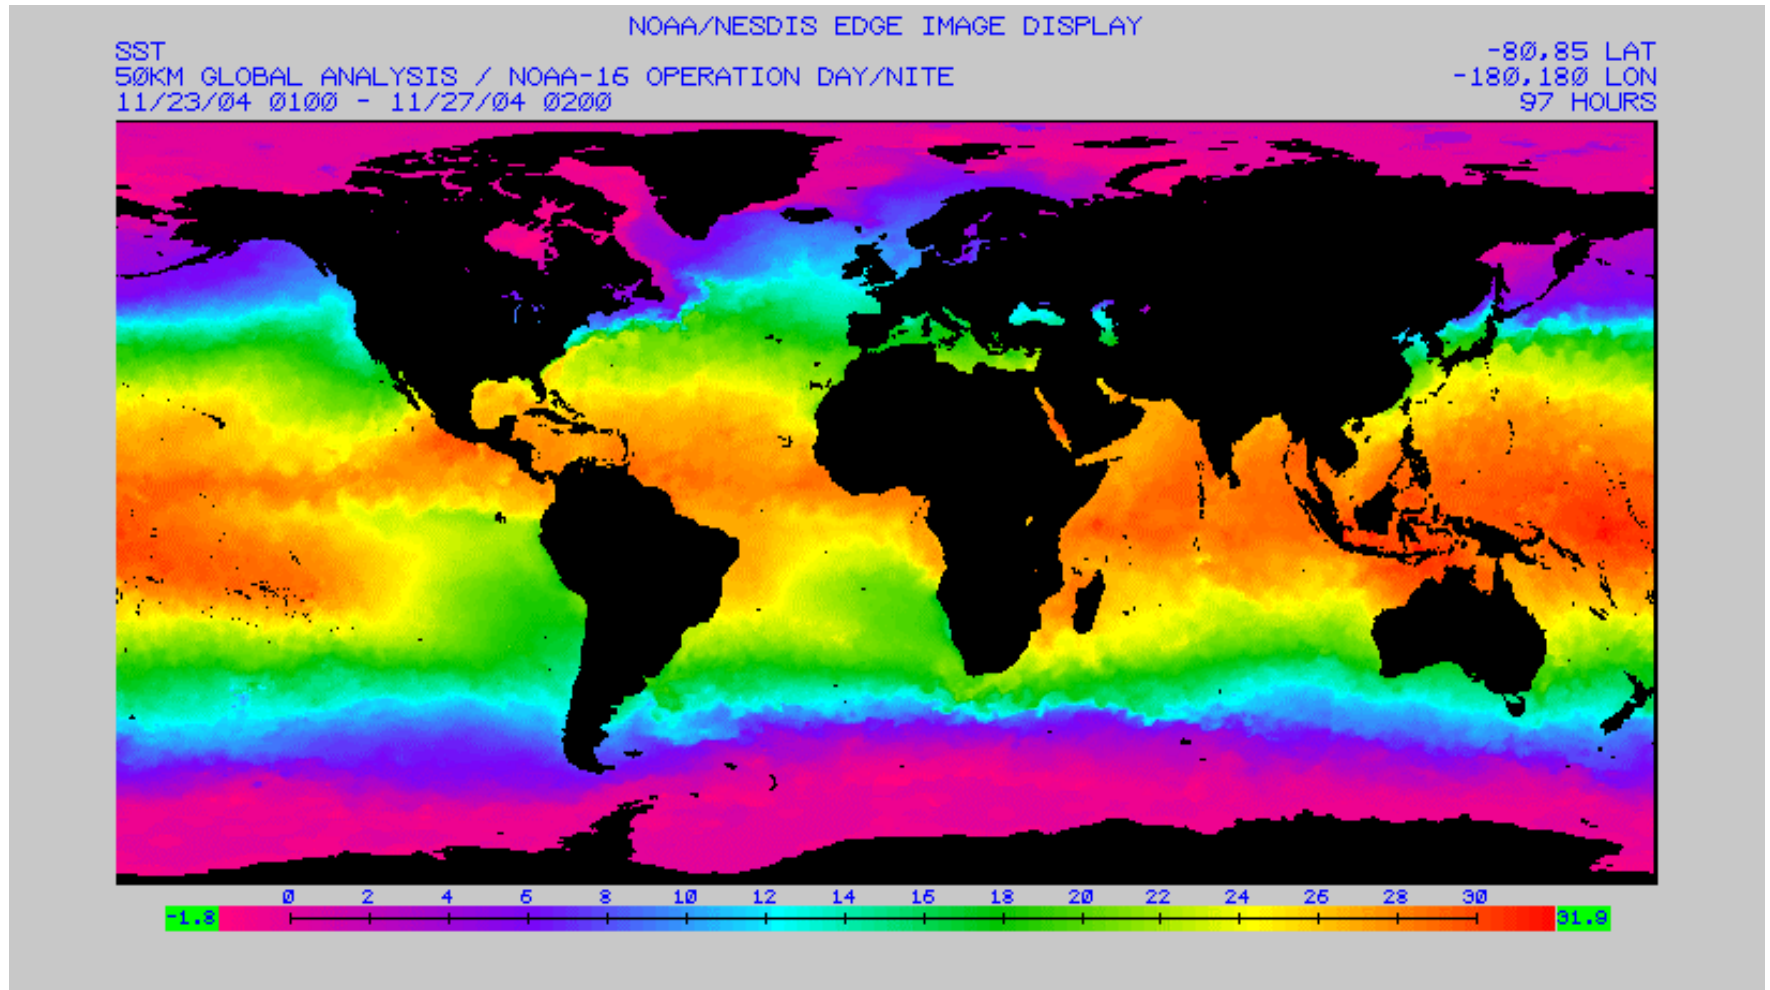 NOAA/NESDIS EDGE IMAGE DISPLAY
SST
-80,85 LAT
50KM GLOBAL ANALYSIS / NOAA-16 OPERATION DAY/NITE
-180,180 LON
11/23/04 0100 - 11/27/04 0200
97 HOURS
0 2 4 6 8 10 12 14 16 18 20 22 24 26 28 30
-1.8 31.9